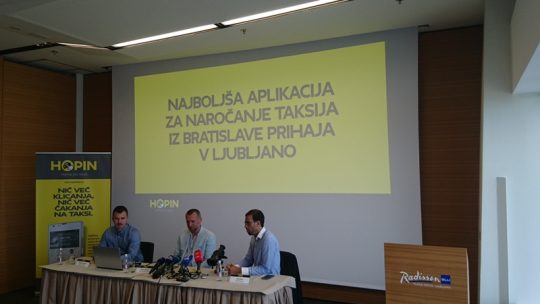 NAJBOLJŠA APLIKACIJA
ZA NAROČANJE TAKSIJA
IZ BRATISLAVE PRIHAJA
V LJUBLJANO
HOPIN
HOPIN
NIČ VEČ
KLICANJA,
NIČ VEČ
ČAKANJA
NA TAKSI.
Radisson
BLU